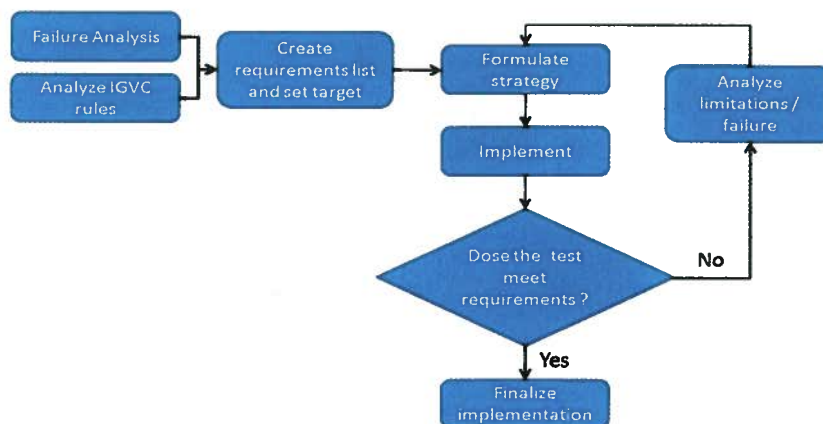 Failure Analysis
Analyze IGVC
rules
Create
requirements list
and set target
Formulate
strategy
Analyze
limitations /
failure
Implement
Dose the test
meet
requirements ?
No
Yes
Finalize
implementation